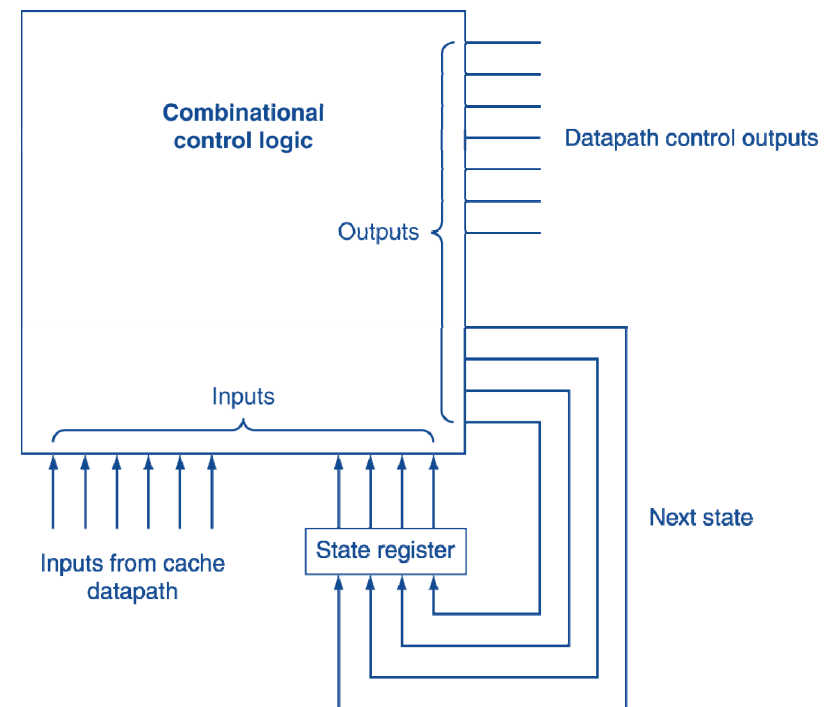 Combinational
control logic
Datapath control outputs
Outputs
Inputs
Next state
State register
Inputs from cache
datapath